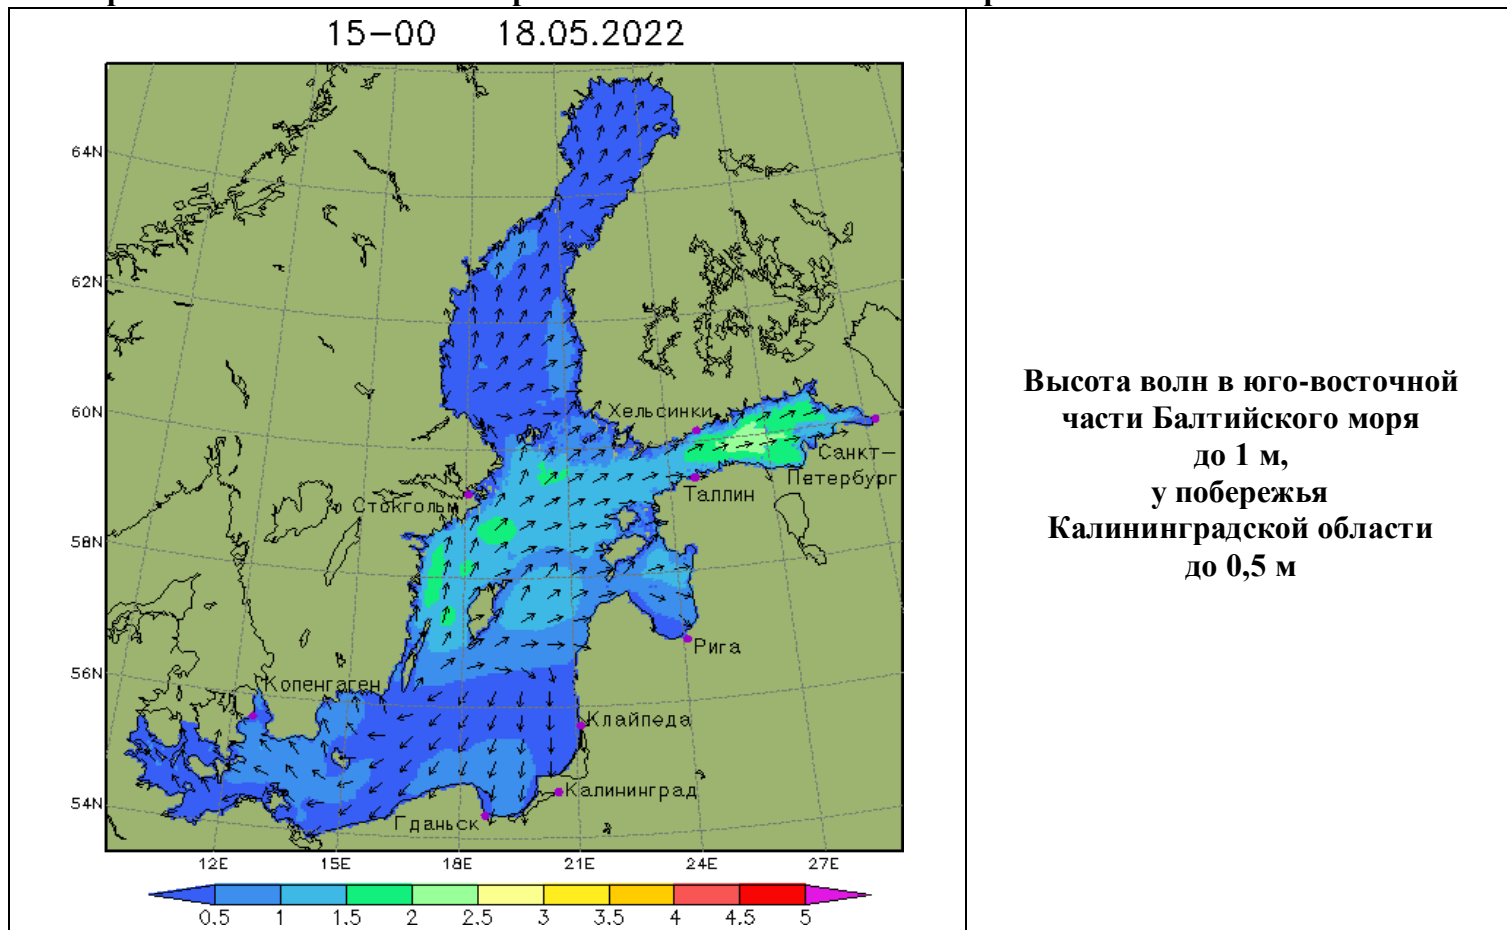 15-00 18.05.2022
64N
62N
60N
58N
56N
54N
Хельсинки
Санкт-
Петербург
Таллин
Стокгольм
Рига
Копенгаген
Клайпеда
Калининград
Гданьск
12E 15E 18E 21E 24E 27E
0.5 1 1.5 2 2.5 3 3.5 4 4.5 5
Высота волн в юго-восточной
части Балтийского моря
до 1 м,
у побережья
Калининградской области
до 0,5 м